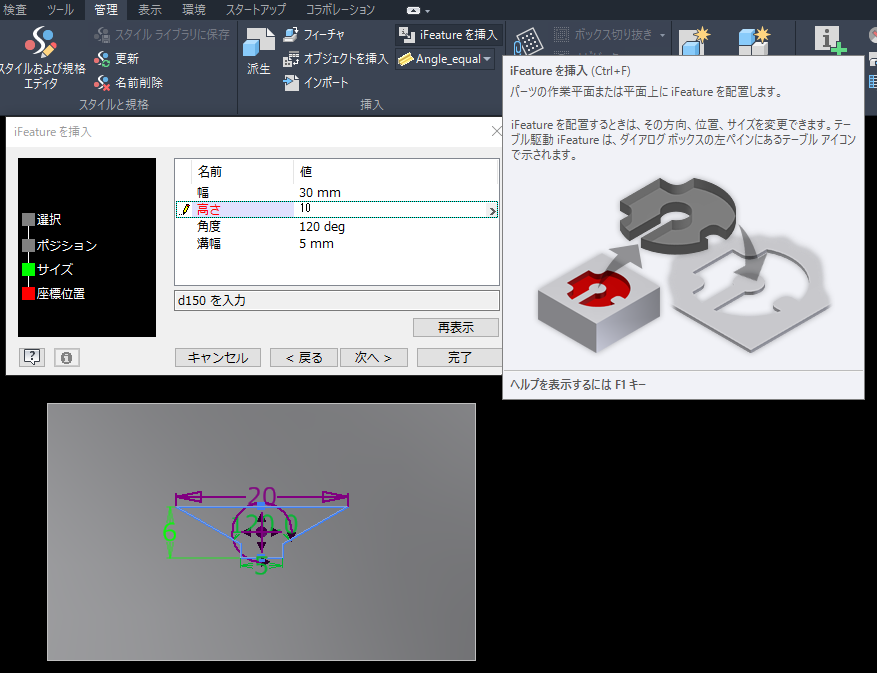 検査 ツール 管理 表示 環境 スタートアップ コラボレーション
スタイル ライブラリに保存
更新
名前削除
スタイルおよび規格
エディタ
スタイルと規格
派生
フィーチャ
オブジェクトを挿入
インポート
iFeature を挿入
Angle_equal
挿入
ボックス切り抜き
iFeature を挿入 (Ctrl+F)
パーツの作業平面または平面上に iFeature を配置します。
iFeature を配置するときは、その方向、位置、サイズを変更できます。テー
ブル駆動 iFeature は、ダイアログ ボックスの左ペインにあるテーブル アイコン
で示されます。
ヘルプを表示するには F1 キー
iFeature を挿入
選択
ポジション
サイズ
座標位置
名前 値
幅 30 mm
高さ 10
角度 120 deg
溝幅 5 mm
d150 を入力
再表示
キャンセル < 戻る 次へ > 完了
20
120.0
6
5